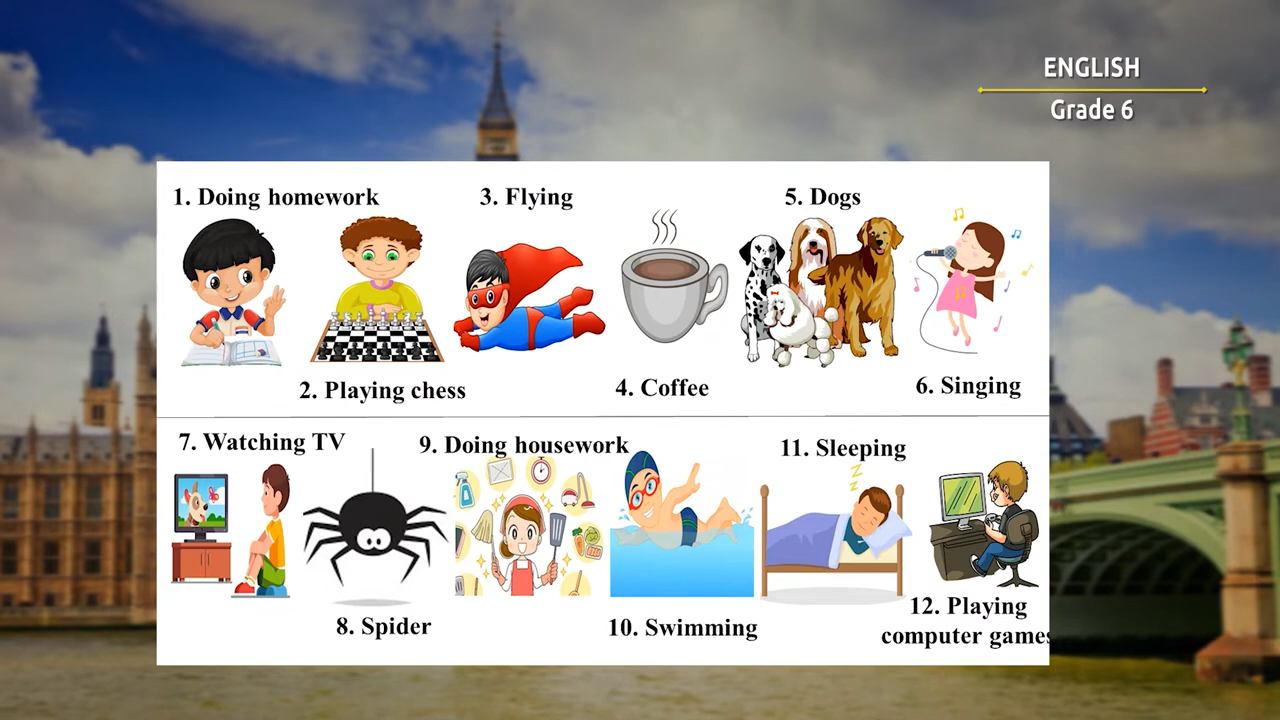 ENGLISH
Grade 6
1. Doing homework
3. Flying
5. Dogs
2. Playing chess
4. Coffee
6. Singing
7. Watching TV
9. Doing housework
11. Sleeping
8. Spider
10. Swimming
12. Playing
computer games